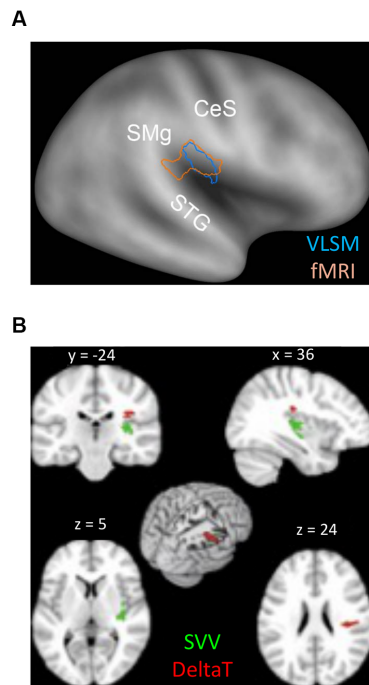 A
CeS
SMg
STG
VLSM
fMRI
B
y = -24
x = 36
z = 5
z = 24
SVV
DeltaT